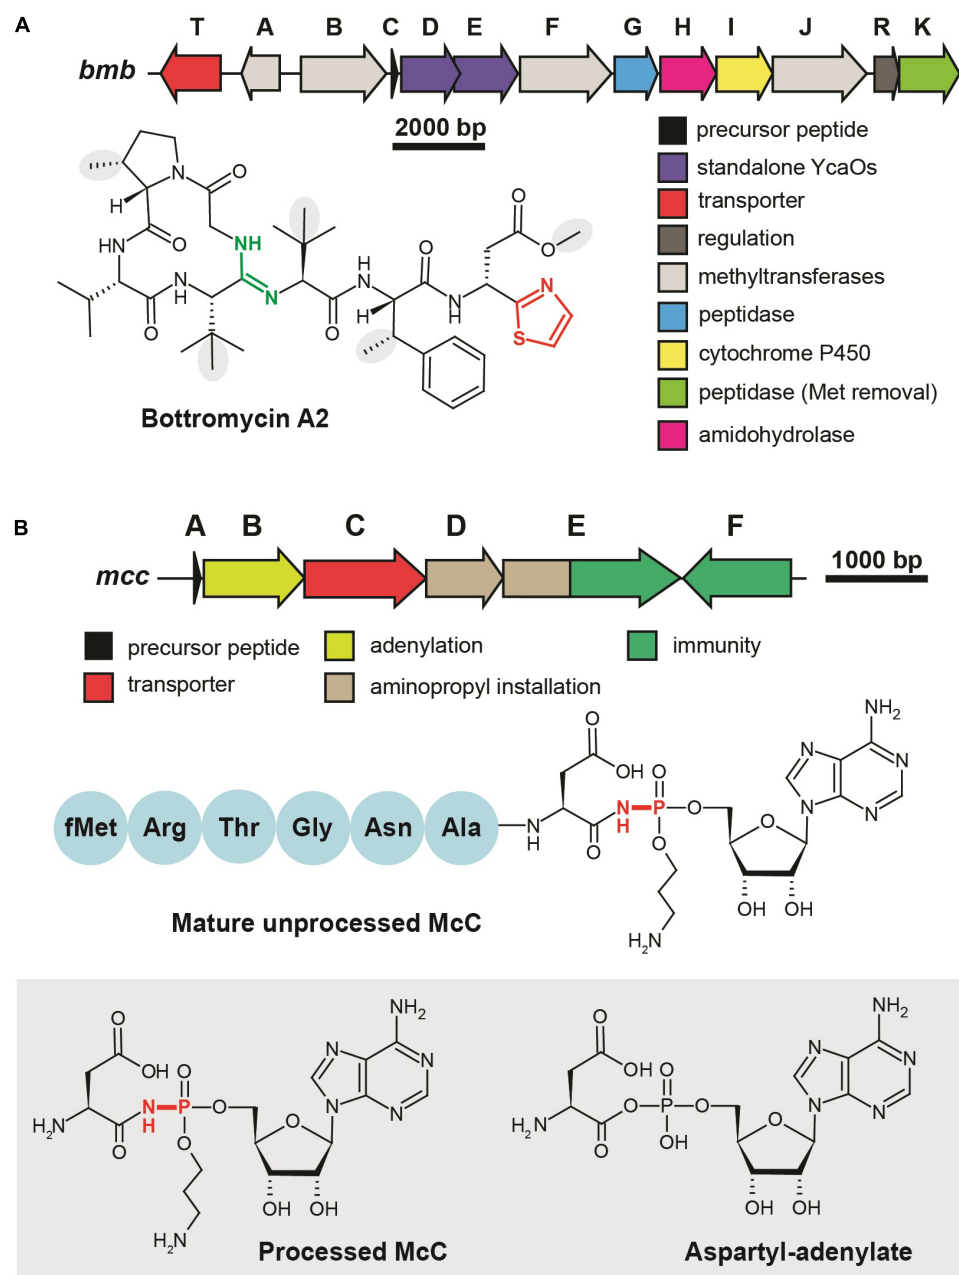 A
T A B C D E F G H I J R K
bmb
2000 bp
precursor peptide
standalone YcaOs
transporter
regulation
methyltransferases
peptidase
cytochrome P450
peptidase (Met removal)
amidohydrolase
N O
H
HN O NH
O
N
H N
O
H
N
H
O
N
H
O
O
N
S
Bottromycin A2
B
A B C D E F
mcc
1000 bp
precursor peptide
adenylation
immunity
transporter
aminopropyl installation
fMet Arg Thr Gly Asn Ala
N
H
O
OH
O
N
H
P
O
O
O
O
H2N
NH2
N
N
N
N
OH OH
Mature unprocessed McC
O
OH
H2N
O
N
H
P
O
O
O
O
H2N
NH2
N
N
N
N
OH OH
Processed McC
O
OH
H2N
O
O
P
O
OH
O
O
NH2
N
N
N
N
OH OH
Aspartyl-adenylate